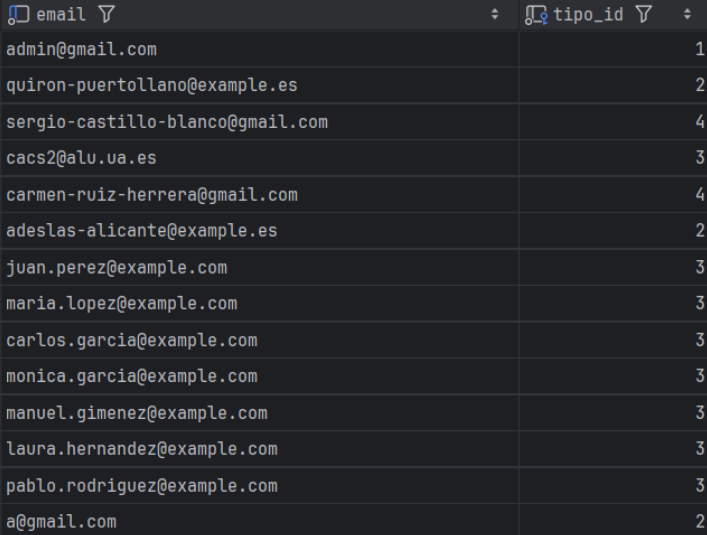 email tipo_id
admin@gmail.com 1
quiron-puertollano@example.es 2
sergio-castillo-blanco@gmail.com 4
cacs2@alu.ua.es 3
carmen-ruiz-herrera@gmail.com 4
adeslas-alicante@example.es 2
juan.perez@example.com 3
maria.lopez@example.com 3
carlos.garcia@example.com 3
monica.garcia@example.com 3
manuel.gimenez@example.com 3
laura.hernandez@example.com 3
pablo.rodriguez@example.com 3
a@gmail.com 2